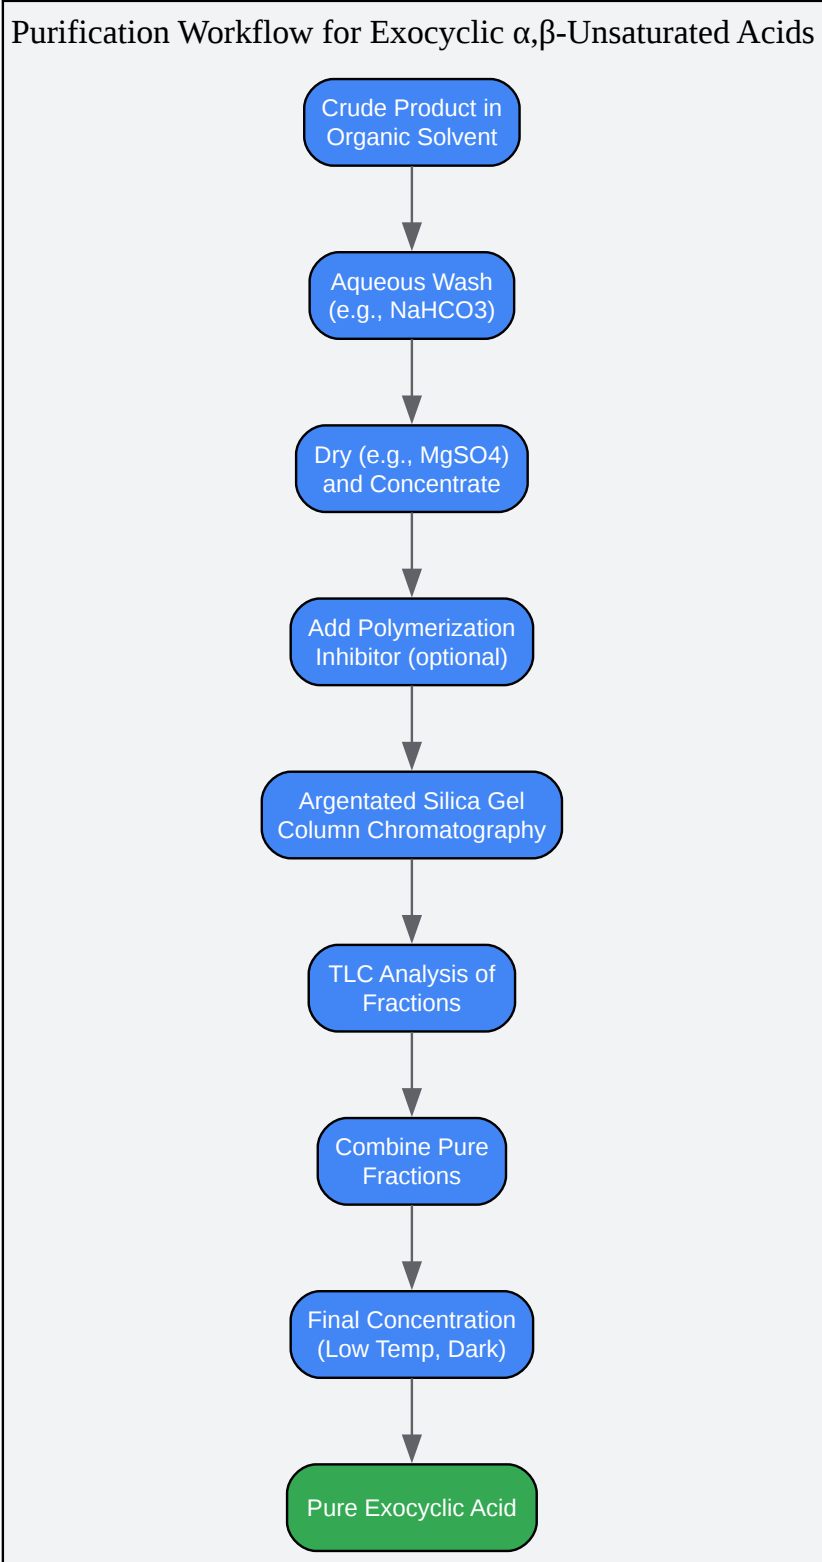 Purification Workflow for Exocyclic α,β-Unsaturated Acids
Crude Product in
Organic Solvent
Aqueous Wash
(e.g., NaHCO3)
Dry (e.g., MgSO4)
and Concentrate
Add Polymerization
Inhibitor (optional)
Argentated Silica Gel
Column Chromatography
TLC Analysis of
Fractions
Combine Pure
Fractions
Final Concentration
(Low Temp, Dark)
Pure Exocyclic Acid